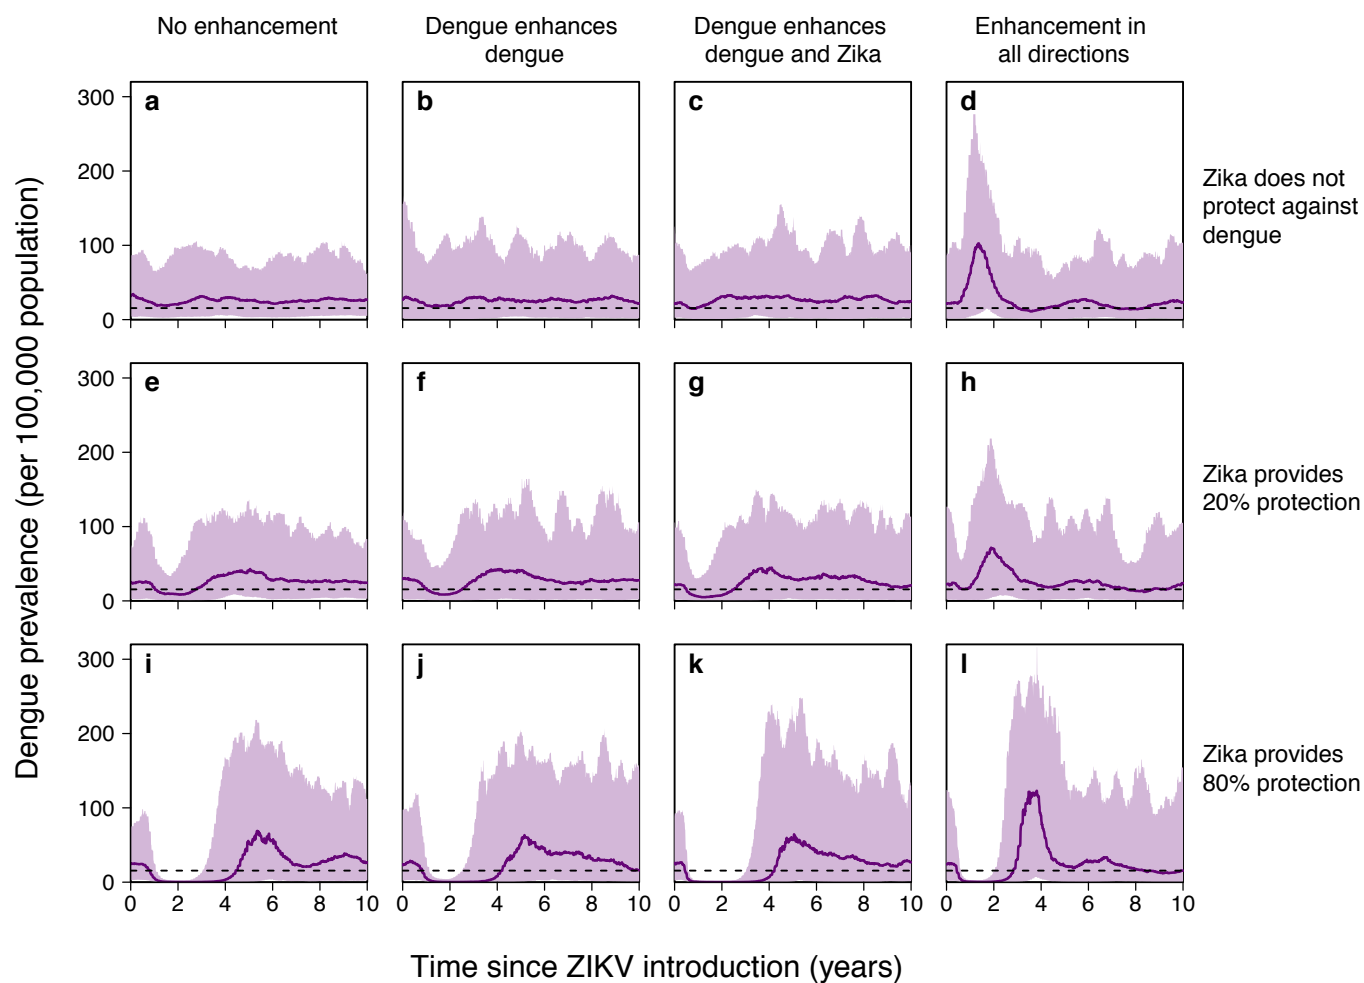 No enhancement
Dengue enhances
dengue
Dengue enhances
dengue and Zika
Enhancement in
all directions
Dengue prevalence (per 100,000 population)
300
200
100
0
a
b
c
d
Zika does not
protect against
dengue
300
200
100
0
e
f
g
h
Zika provides
20% protection
300
200
100
0
i
j
k
l
Zika provides
80% protection
0 2 4 6 8 10
0 2 4 6 8 10
0 2 4 6 8 10
0 2 4 6 8 10
Time since ZIKV introduction (years)